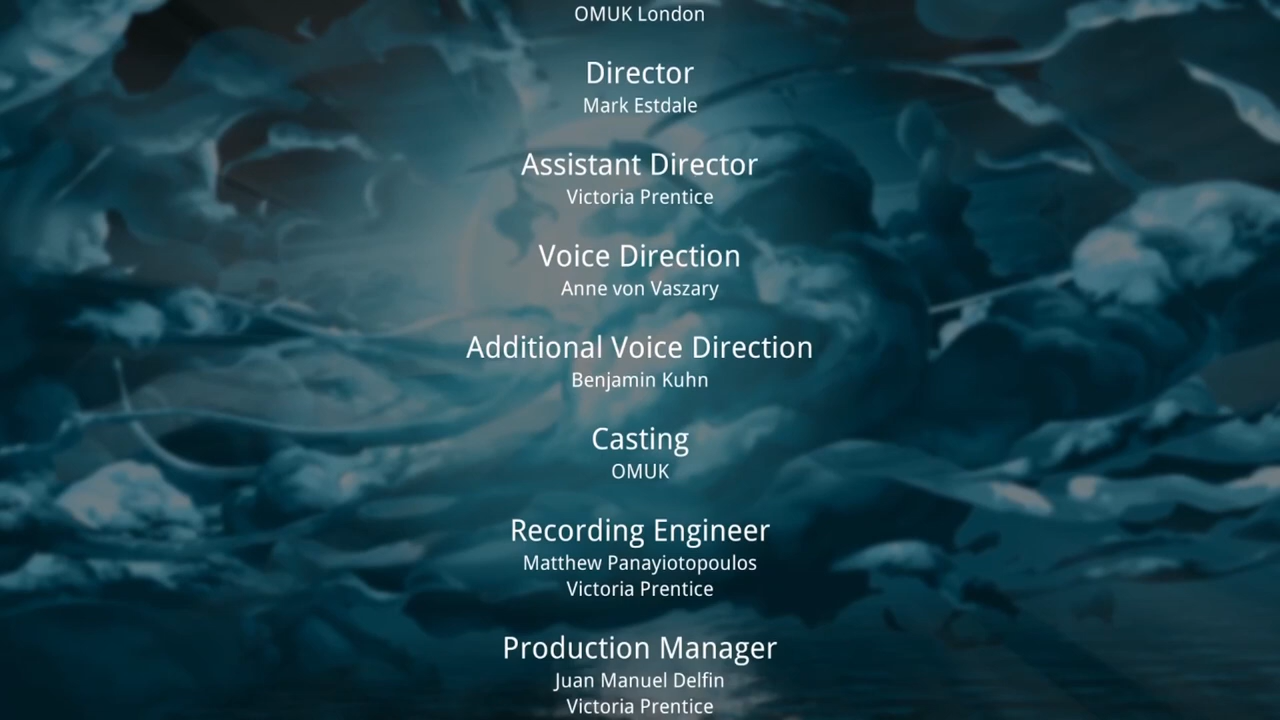 OMUK London
Director
Mark Estdale
Assistant Director
Victoria Prentice
Voice Direction
Anne von Vaszary
Additional Voice Direction
Benjamin Kuhn
Casting
OMUK
Recording Engineer
Matthew Panayiotopoulos
Victoria Prentice
Production Manager
Juan Manuel Delfin
Victoria Prentice